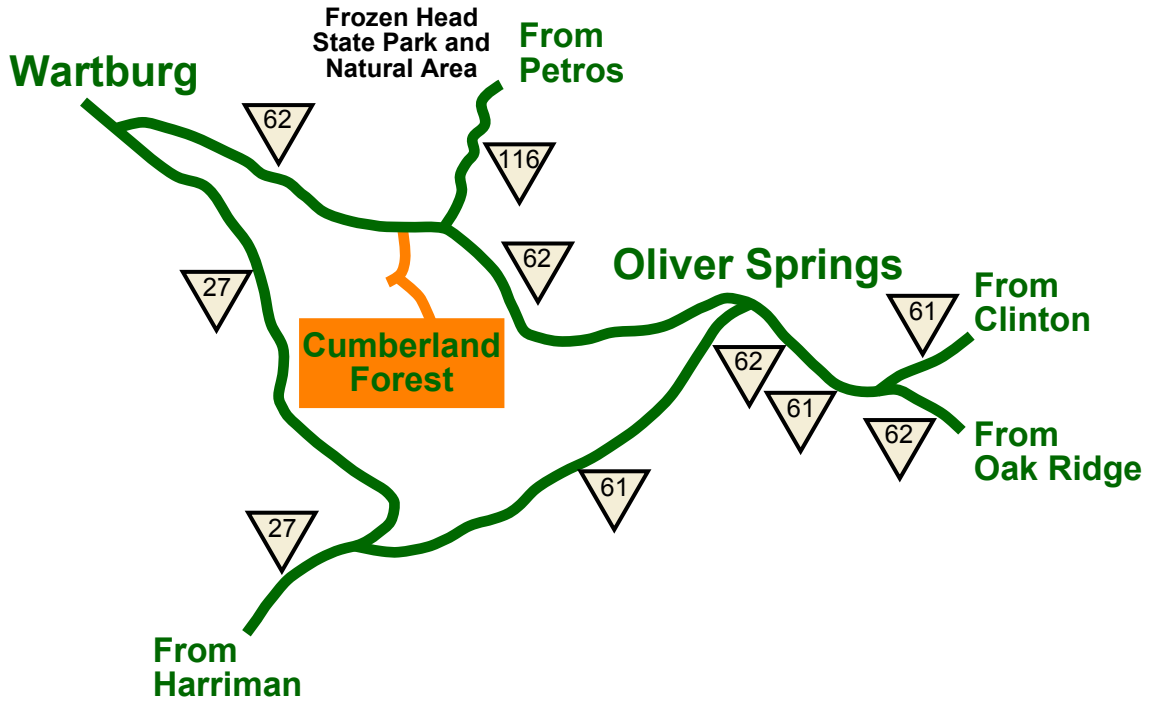 Frozen Head
State Park and
Natural Area
From
Petros
Wartburg
62
116
62
Oliver Springs
27
From
Clinton
61
Cumberland
Forest
62
61
62
From
Oak Ridge
61
27
From
Harriman